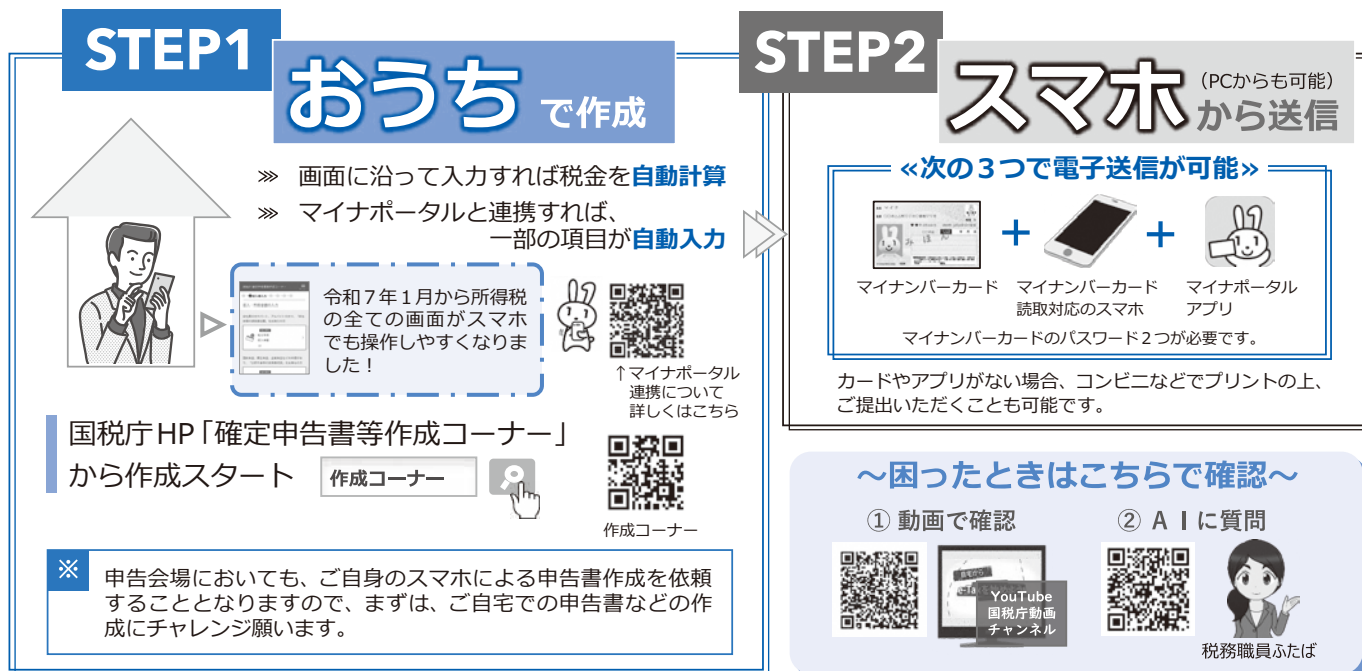 STEP1
おうちで作成
≫ 画面に沿って入力すれば税金を自動計算
≫ マイナポータルと連携すれば、
一部の項目が自動入力
令和７年１月から所得税
の全ての画面がスマホ
でも操作しやすくなりま
した！
↑マイナポータル
連携について
詳しくはこちら
国税庁HP「確定申告書等作成コーナー」
から作成スタート
作成コーナー
作成コーナー
※
申告会場においても、ご自身のスマホによる申告書作成を依頼
することとなりますので、まずは、ご自宅での申告書などの作
成にチャレンジ願います。
STEP2
スマホ（PCからも可能）
から送信
≪次の３つで電子送信が可能≫
＋ ＋
マイナンバーカード
マイナンバーカード
読取対応のスマホ
マイナポータル
アプリ
マイナンバーカードのパスワード２つが必要です。
カードやアプリがない場合、コンビニなどでプリントの上、
ご提出いただくことも可能です。
～困ったときはこちらで確認～
① 動画で確認
YouTube
国税庁動画
チャンネル
② ＡＩに質問
税務職員ふたば